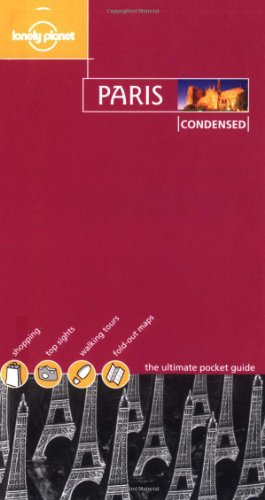 lonely planet
PARIS
CONDENSED
shopping
top sights
walking tours
fold-out maps
the ultimate pocket guide